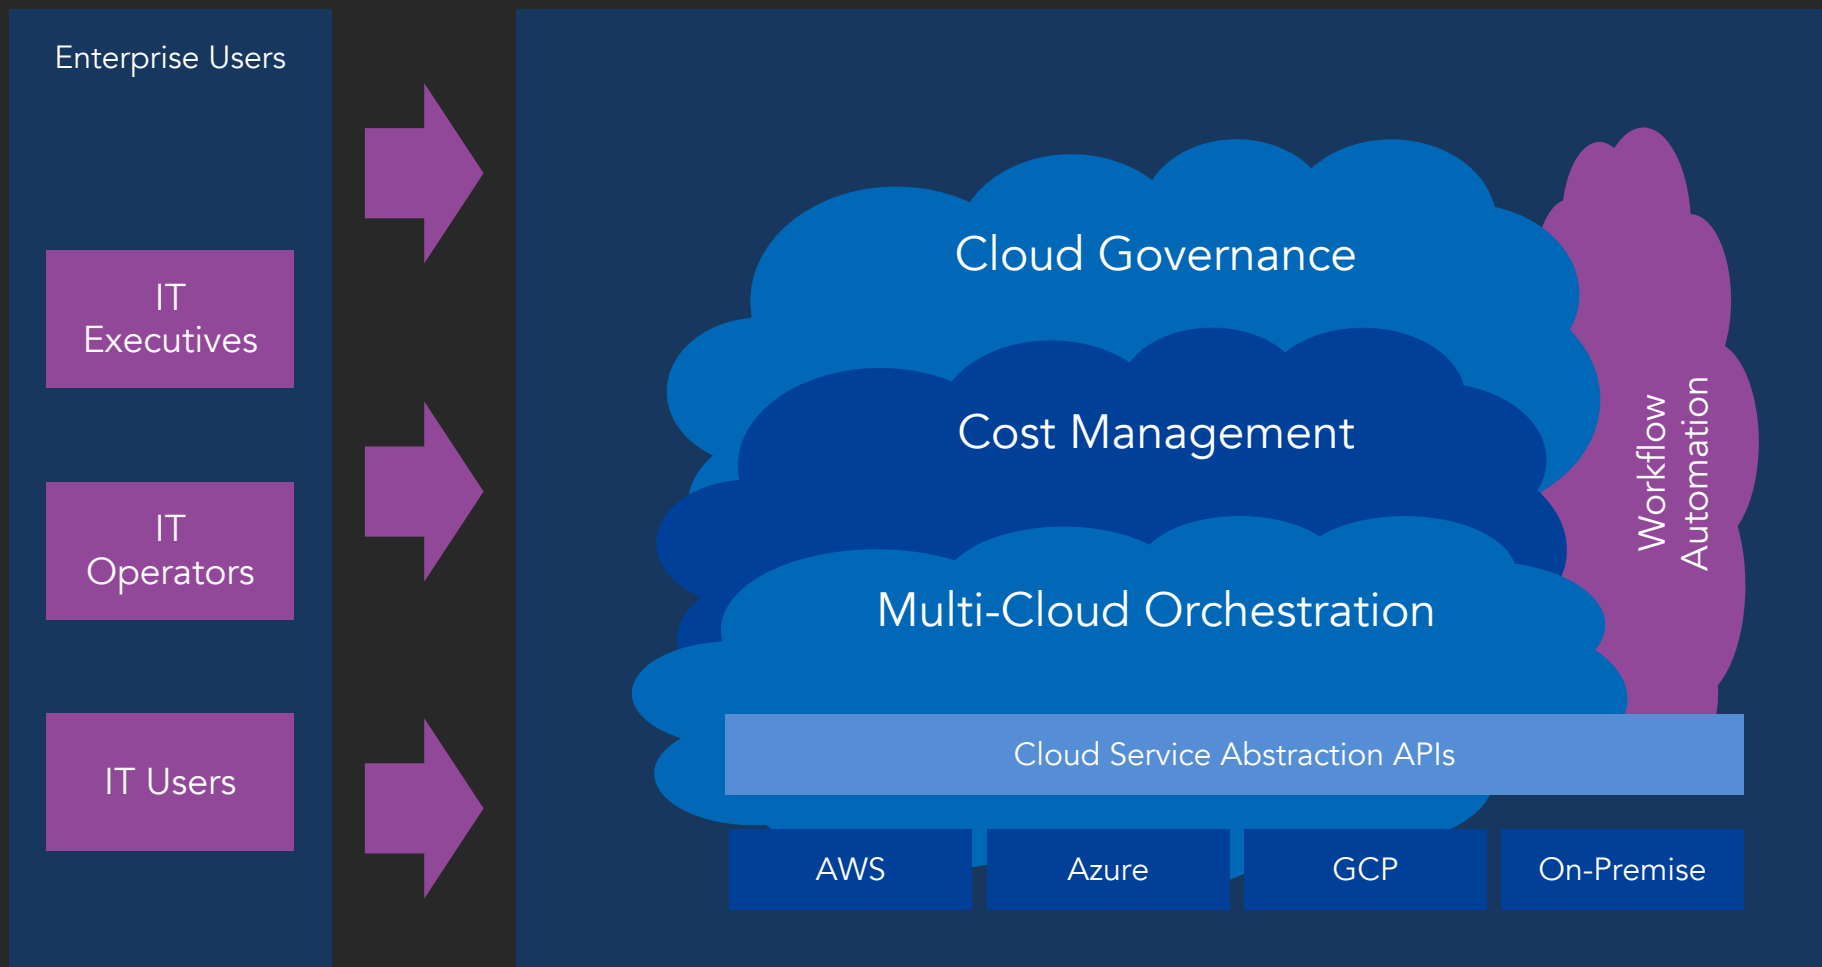 Enterprise Users
IT
Executives
IT
Operators
IT Users
Cloud Governance
Cost Management
Multi-Cloud Orchestration
Workflow
Automation
Cloud Service Abstraction APIs
AWS
Azure
GCP
On-Premise